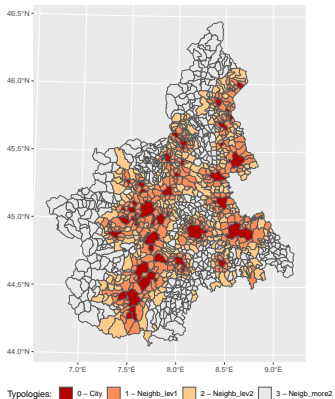 46.5°N
46.0°N
45.5°N
45.0°N
44.5°N
44.0°N
7.0°E 7.5°E 8.0°E 8.5°E 9.0°E
Typologies: 0 – City 1 – Neighb_lev1 2 – Neighb_lev2 3 – Neigb_more2